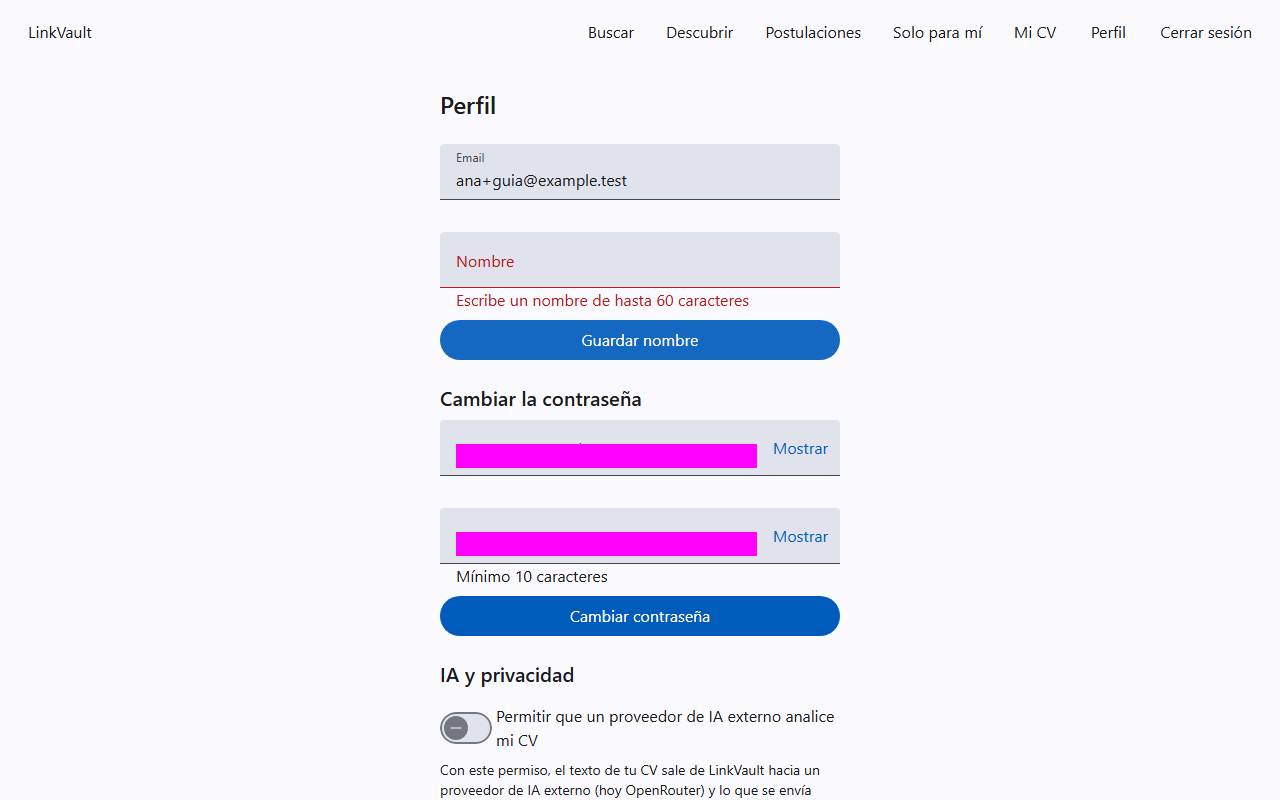 LinkVault
Buscar
Descubrir
Postulaciones
Solo para mí
Mi CV
Perfil
Cerrar sesión
Perfil
Email
ana+guia@example.test
Nombre
Escribe un nombre de hasta 60 caracteres
Guardar nombre
Cambiar la contraseña
Mostrar
Mostrar
Mínimo 10 caracteres
Cambiar contraseña
IA y privacidad
Permitir que un proveedor de IA externo analice
mi CV
Con este permiso, el texto de tu CV sale de LinkVault hacia un
proveedor de IA externo (hoy OpenRouter) y lo que se envía